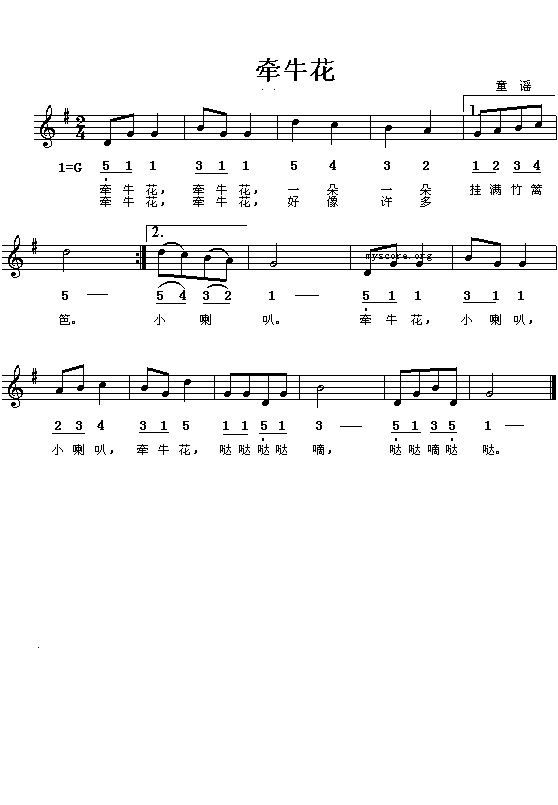 牵牛花
童 谣
1.
2/4
1=G 5 1 1 3 1 1 5 4 3 2 1 2 3 4
牵 牛 花， 牵 牛 花， 一 朵 一 朵 挂 满 竹 篱
牵 牛 花， 牵 牛 花， 好 像 许 多
2.
myscore.org
5 — 5 4 3 2 1 — 5 1 1 3 1 1
笆。 小 喇 叭。 牵 牛 花， 小 喇 叭，
2 3 4 3 1 5 1 1 5 1 3 — 5 1 3 5 1 —
小 喇 叭， 牵 牛 花， 哒 哒 哒 哒 嘀， 哒 哒 嘀 哒 哒。